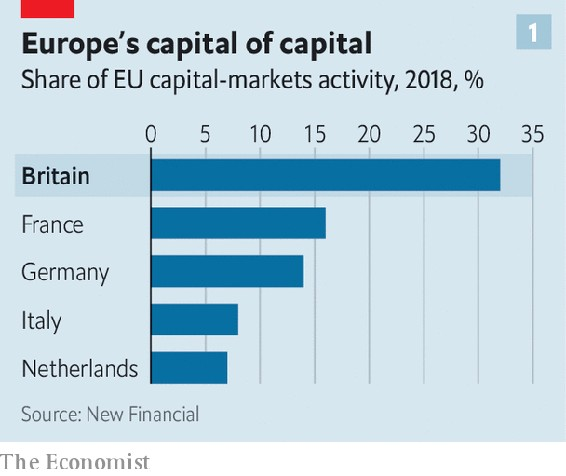 Europe's capital of capital
1
Share of EU capital-markets activity, 2018, %
0 5 10 15 20 25 30 35
Britain
France
Germany
Italy
Netherlands
Source: New Financial
The Economist